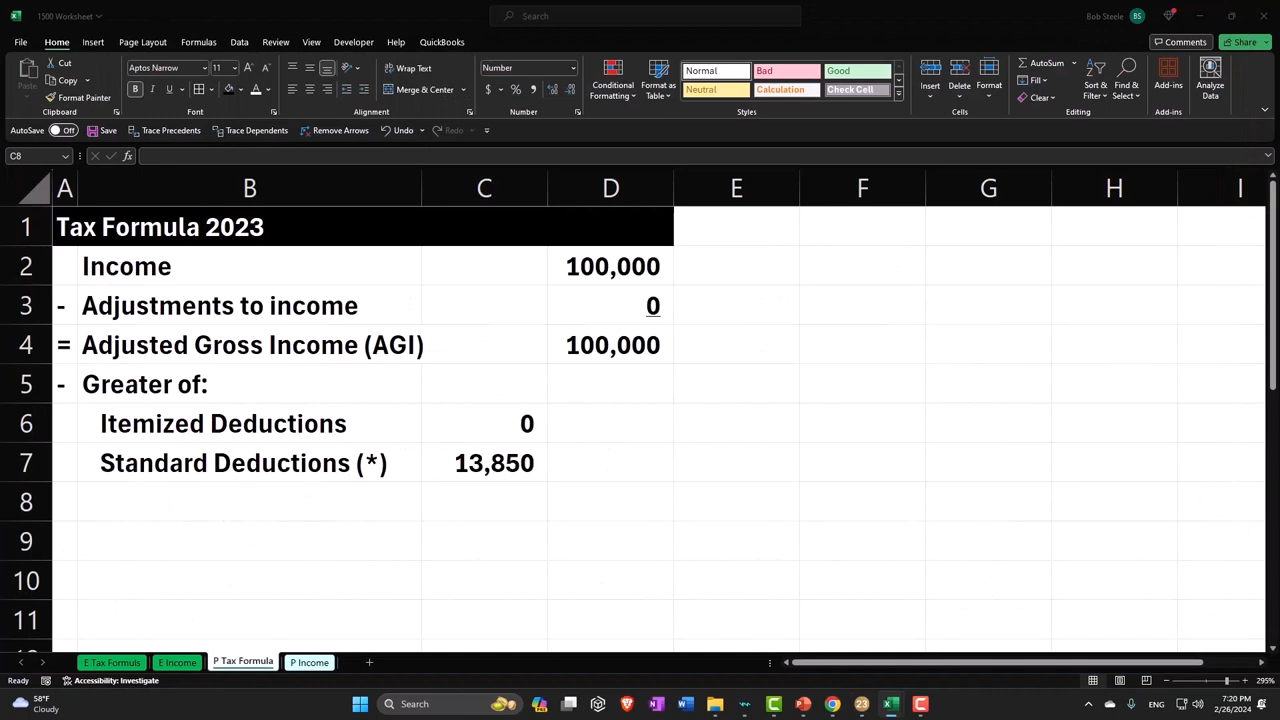 1500 Worksheet
Search
Bob Steele BS
File Home Insert Page Layout Formulas Data Review View Developer Help QuickBooks Comments Share
Paste Cut Copy Format Painter
Aptos Narrow 11
B I U
Wrap Text
Merge & Center
Number
Conditional Formatting Format as Table
Normal Bad Good
Neutral Calculation Check Cell
Insert Delete Format
AutoSum Fill Clear
Sort & Filter Find & Select
Add-ins Analyze Data
Clipboard Font Alignment Number Styles Cells Editing Add-ins
AutoSave Off Save Trace Precedents Trace Dependents Remove Arrows Undo Redo
C8 fx
A B C D E F G H I
1 Tax Formula 2023
2 Income 100,000
3 - Adjustments to income 0
4 = Adjusted Gross Income (AGI) 100,000
5 - Greater of:
6 Itemized Deductions 0
7 Standard Deductions (*) 13,850
8
9
10
11
E Tax Formuls E Income P Tax Formula P Income
Ready Accessibility: Investigate 295%
58°F
Cloudy
Search
ENG
7:20 PM
2/26/2024